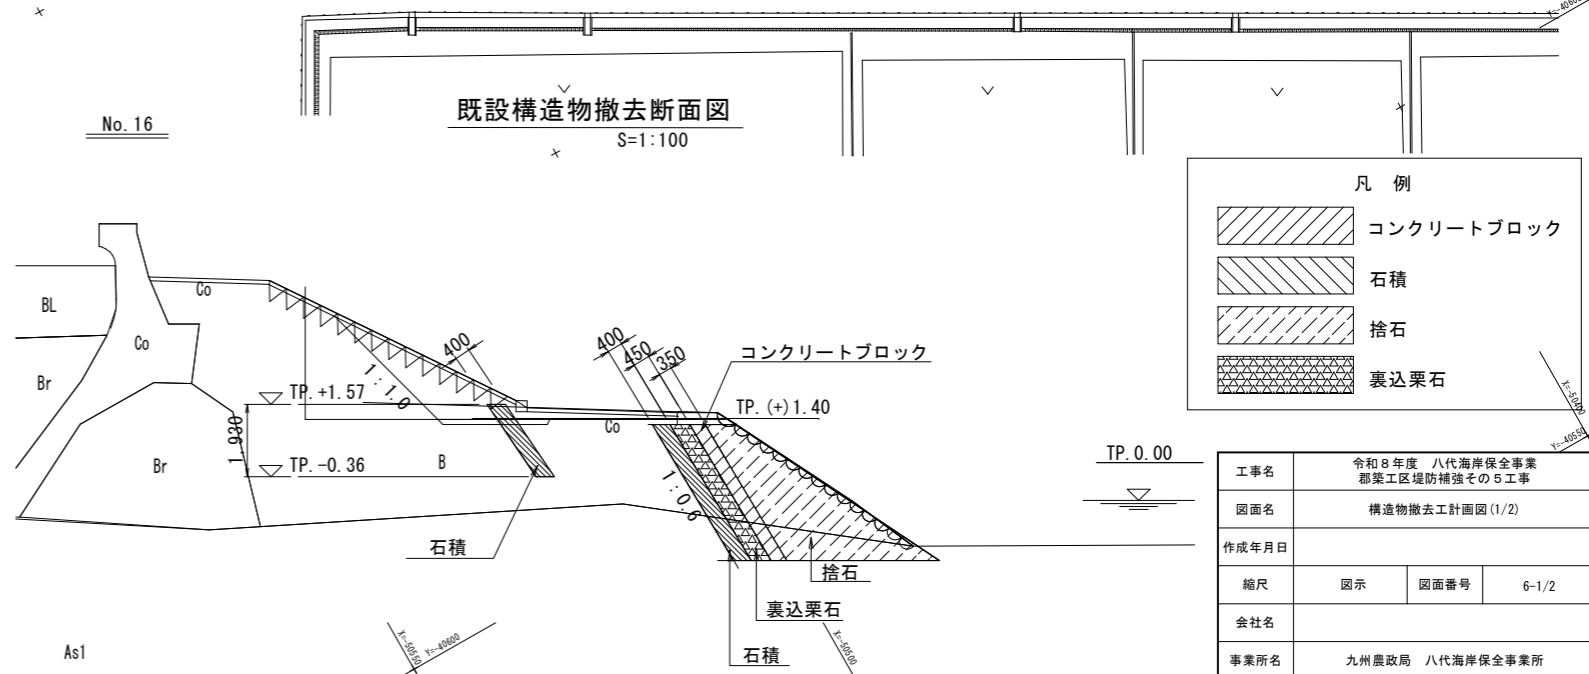 Y=-40600
No.16
既設構造物撤去断面図
S=1:100
凡 例
コンクリートブロック
石積
捨石
裏込栗石
BL
Co
Co
Br
Br
B
400
1:1.0
TP.+1.57
1.930
TP.-0.36
石積
400
450
350
コンクリートブロック
TP.(+)1.40
Co
1:0.6
捨石
裏込栗石
石積
TP.0.00
X=-50400
Y=-40550
As1
X=-50550
Y=-40600
X=-50500
工事名 令和8年度 八代海岸保全事業
郡築工区堤防補強その5工事
図面名 構造物撤去工計画図(1/2)
作成年月日
縮尺 図示 図面番号 6-1/2
会社名
事業所名 九州農政局 八代海岸保全事業所